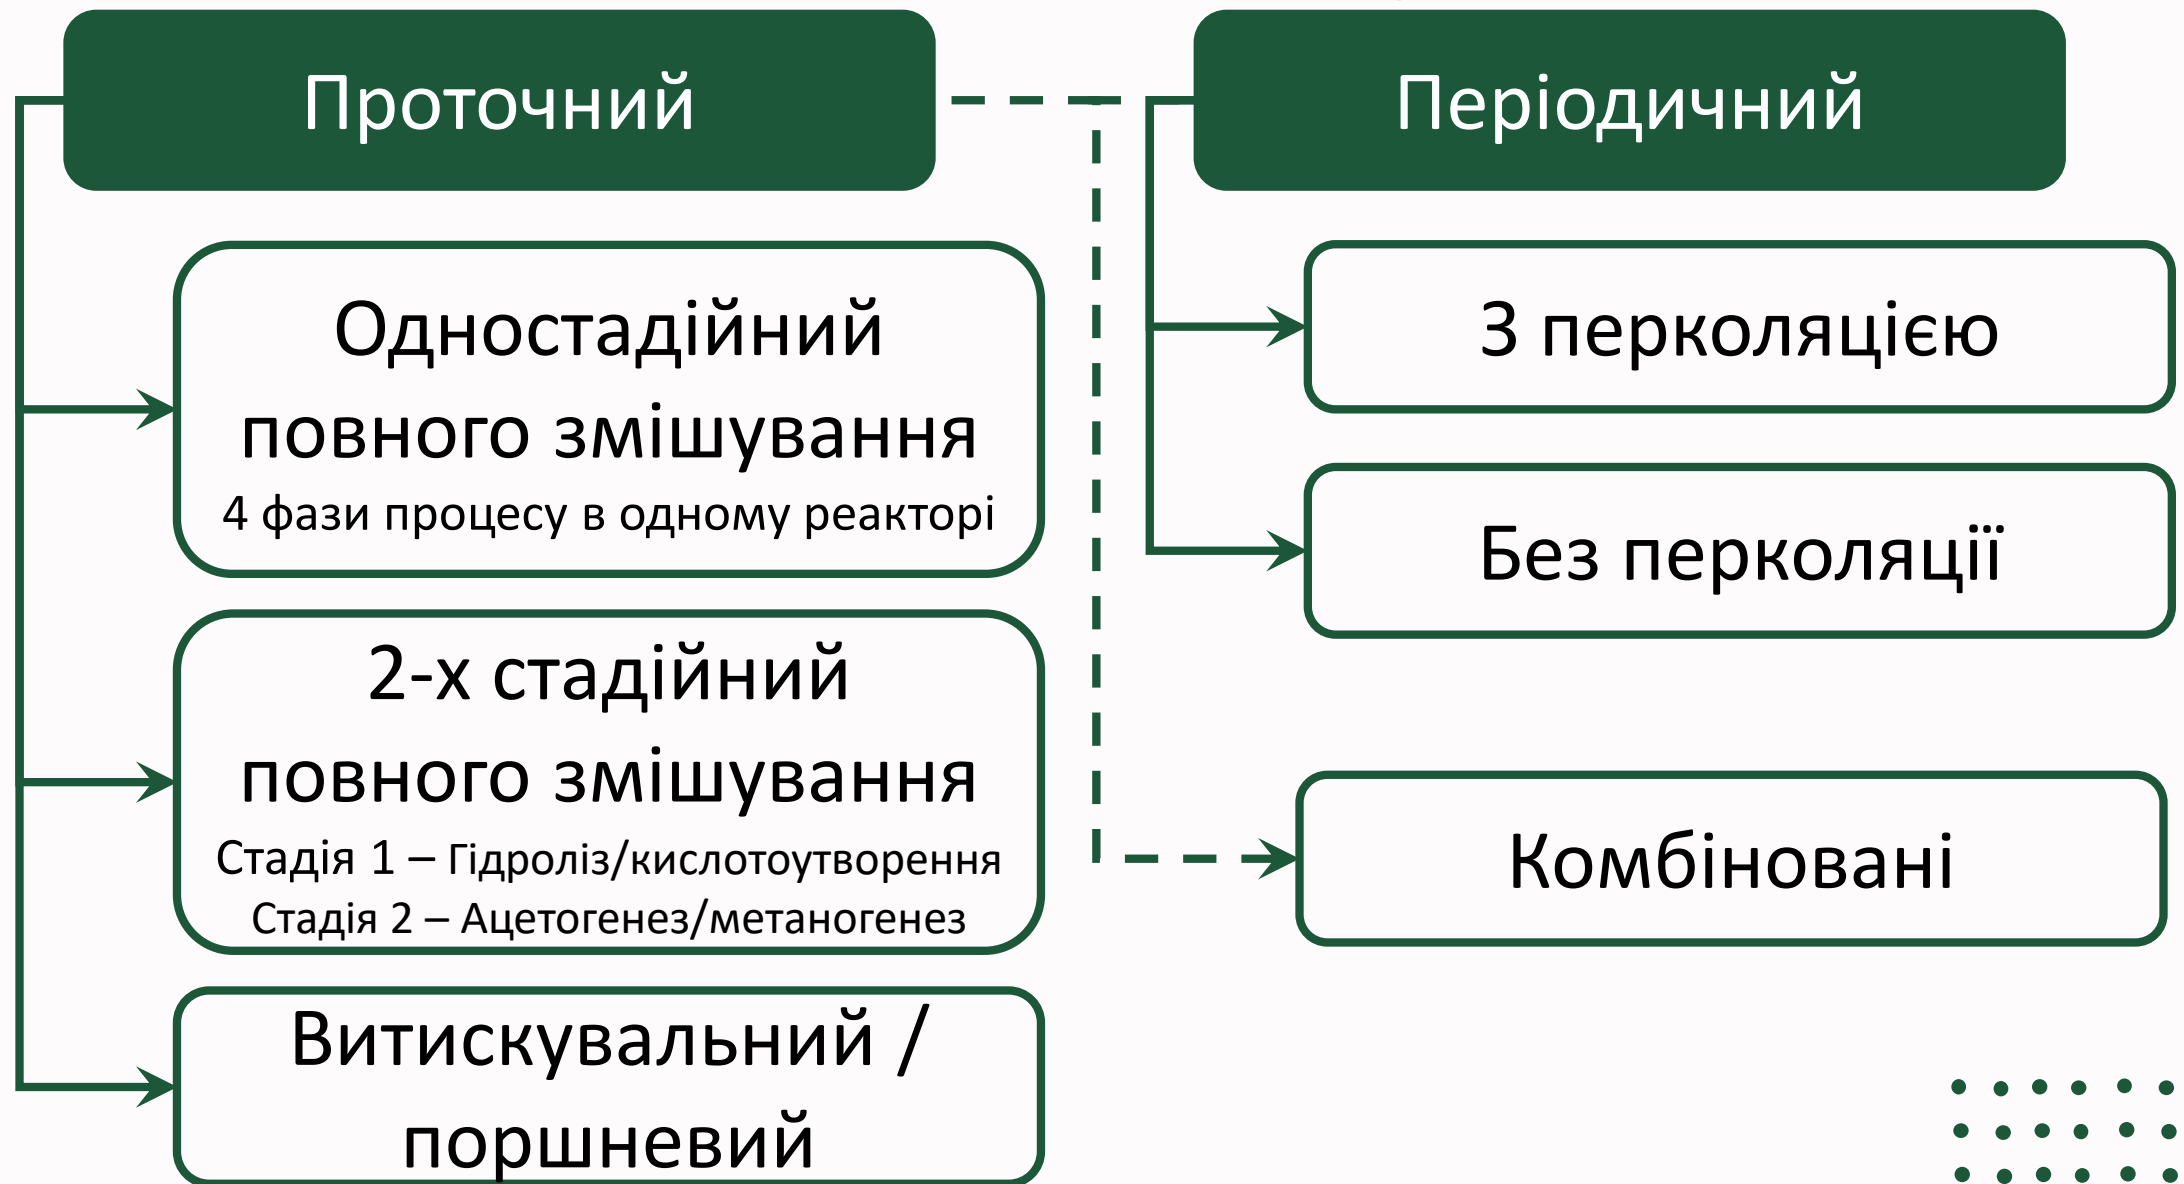 Проточний
Одностадійний
повного змішування
4 фази процесу в одному реакторі
2-х стадійний
повного змішування
Стадія 1 – Гідроліз/кислотоутворення
Стадія 2 – Ацетогенез/метаногенез
Витискувальний /
поршневий
Періодичний
З перколяцією
Без перколяції
Комбіновані